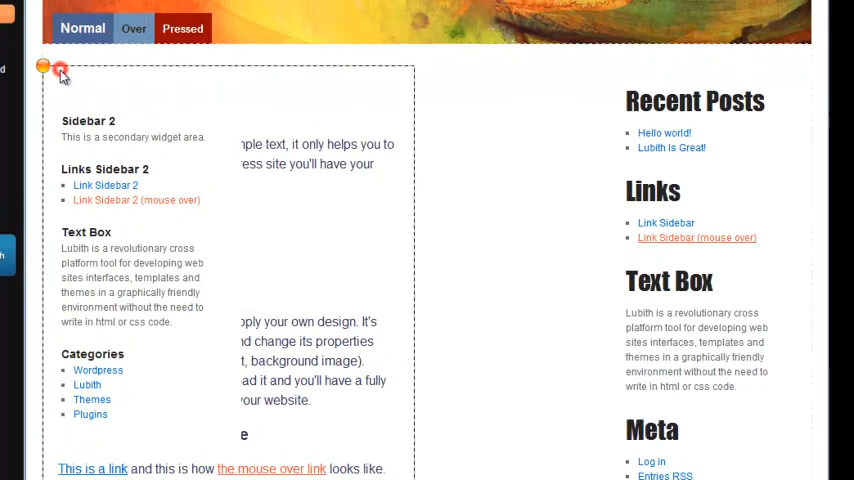 Normal Over Pressed
Sidebar 2
This is a secondary widget area.
Links Sidebar 2
Link Sidebar 2
Link Sidebar 2 (mouse over)
Text Box
Lubith is a revolutionary cross
platform tool for developing web
sites interfaces, templates and
themes in a graphically friendly
environment without the need to
write in html or css code.
Categories
Wordpress
Lubith
Themes
Plugins
mple text, it only helps you to
ress site you'll have your
pply your own design. It's
nd change its properties
t, background image).
ad it and you'll have a fully
your website.
e
This is a link and this is how the mouse over link looks like.
Recent Posts
Hello world!
Lubith Is Great!
Links
Link Sidebar
Link Sidebar (mouse over)
Text Box
Lubith is a revolutionary cross
platform tool for developing web
sites interfaces, templates and
themes in a graphically friendly
environment without the need to
write in html or css code.
Meta
Log in
Entries RSS
d
h